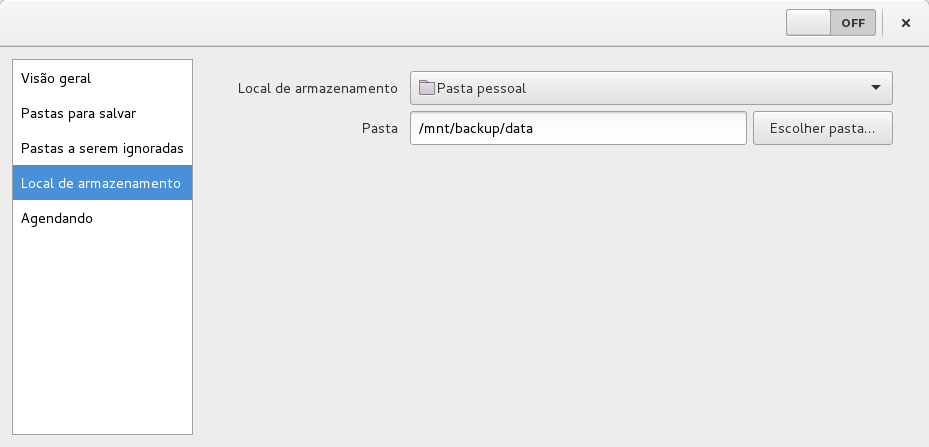 OFF
Visão geral
Pastas para salvar
Pastas a serem ignoradas
Local de armazenamento
Agendando
Local de armazenamento Pasta pessoal
Pasta /mnt/backup/data Escolher pasta...